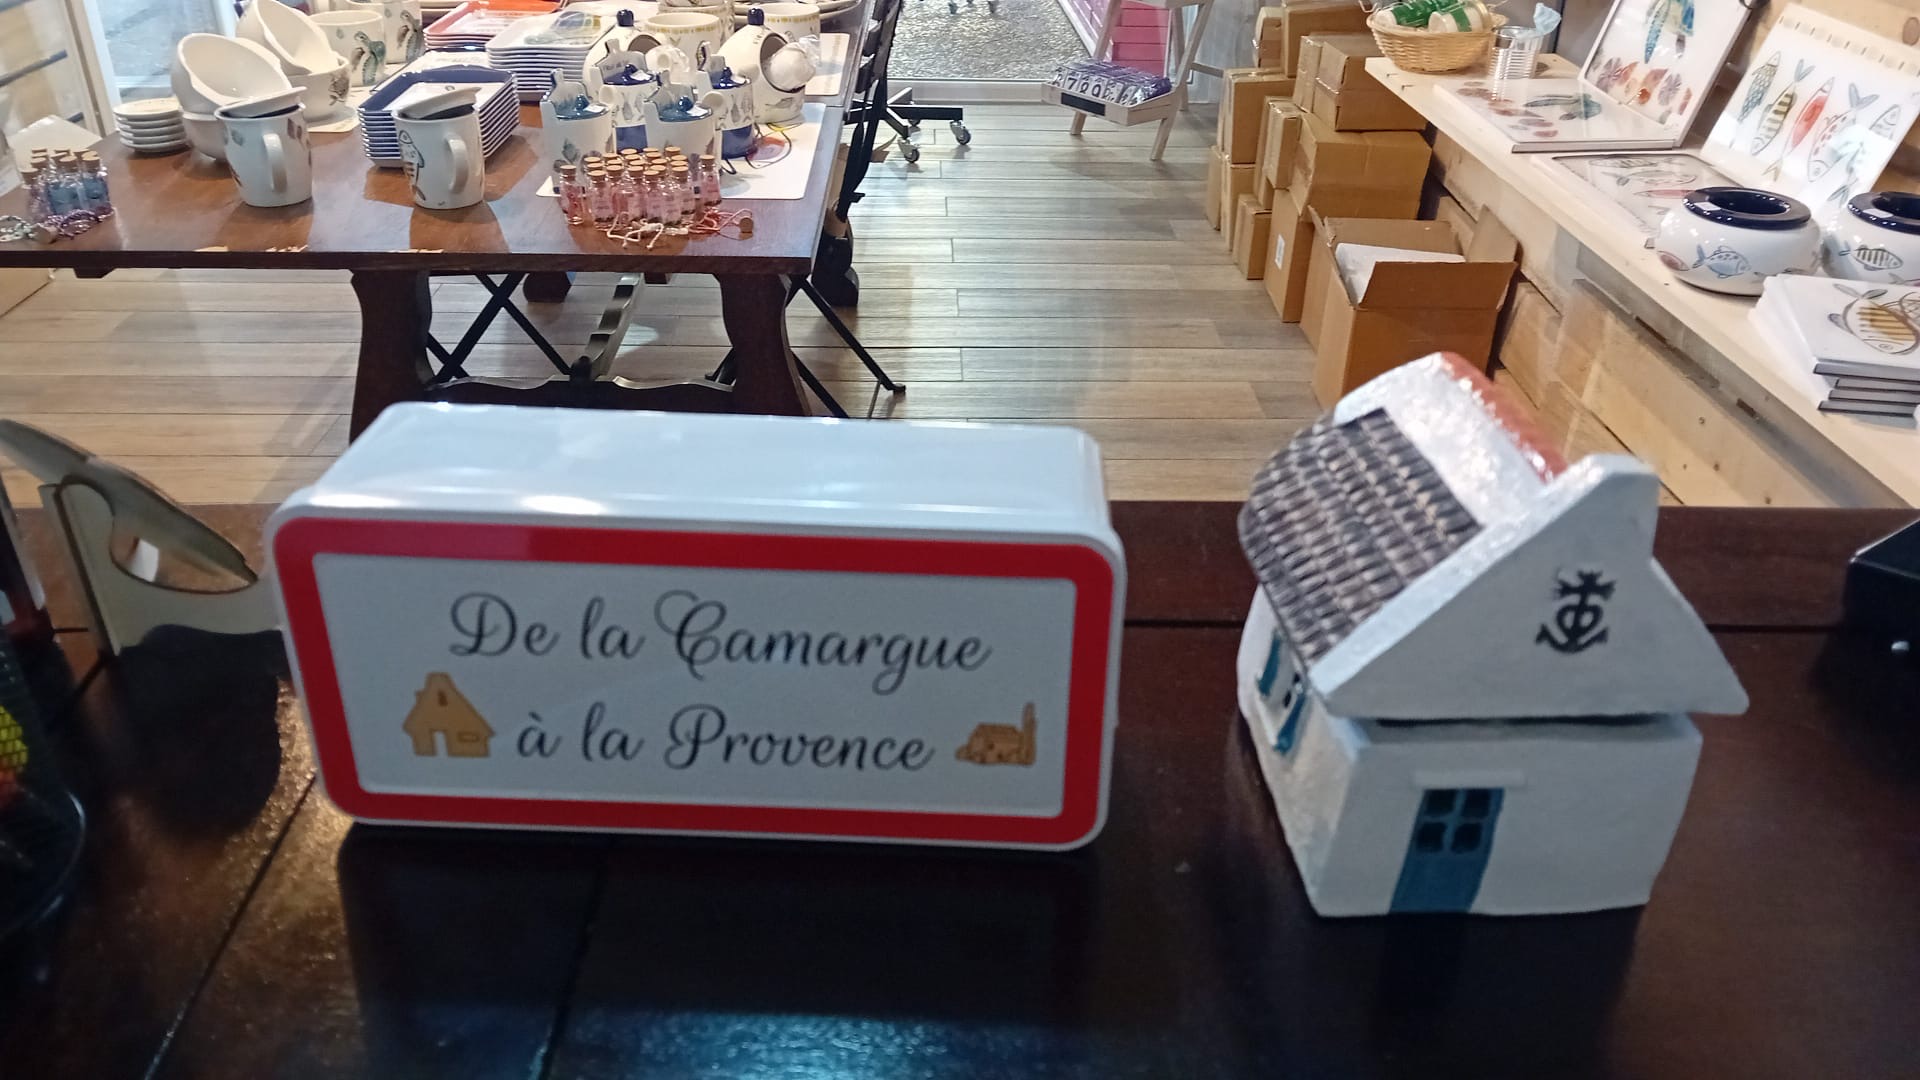 De la Camargue
à la Provence